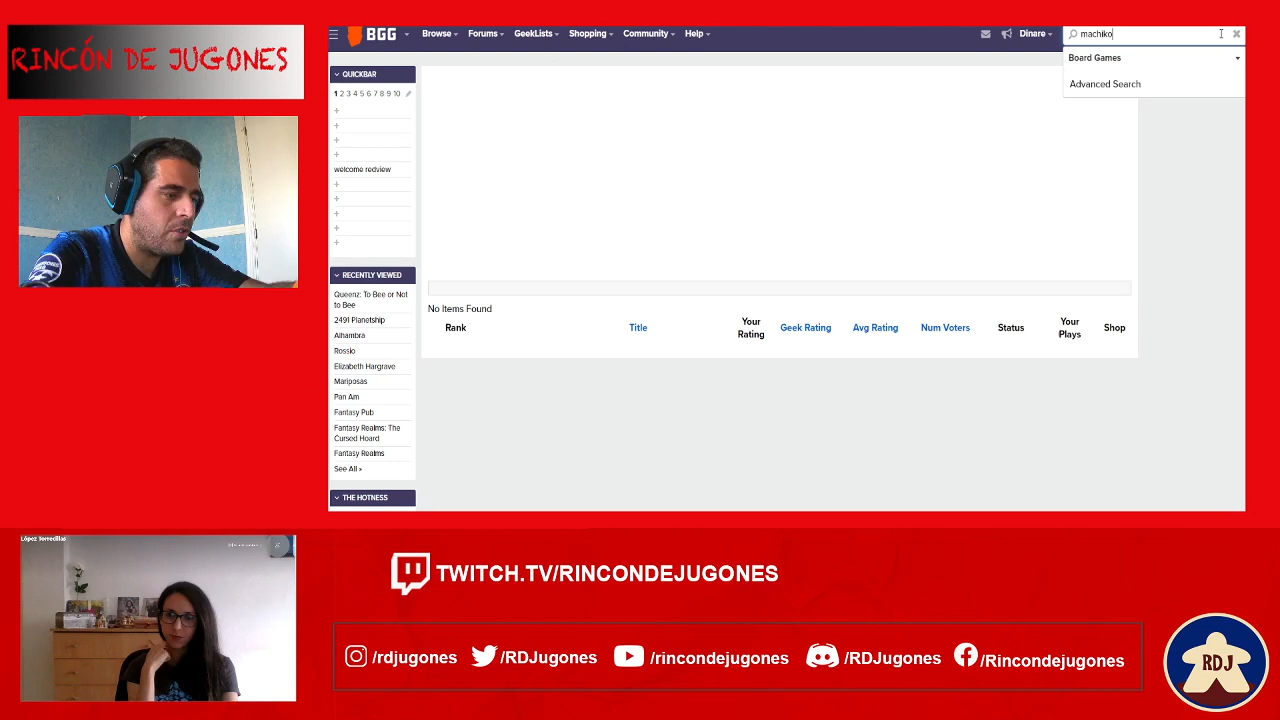 RINCÓN DE JUGONES
BGG
Browse
Forums
GeekLists
Shopping
Community
Help
Dinare
machiko
Board Games
Advanced Search
QUICKBAR
1 2 3 4 5 6 7 8 9 10
+
+
+
+
welcome redview
+
+
+
+
+
RECENTLY VIEWED
Queenz: To Bee or Not
to Bee
2491 Planetship
Alhambra
Rossio
Elizabeth Hargrave
Mariposas
Pan Am
Fantasy Pub
Fantasy Realms: The
Cursed Hoard
Fantasy Realms
See All »
THE HOTNESS
No Items Found
Rank Title Your Rating Geek Rating Avg Rating Num Voters Status Your Plays Shop
López Torrecillas
TWITCH.TV/RINCONDEJUGONES
/rdjugones /RDJugones /rincondejugones /RDJugones /Rincondejugones
RDJ